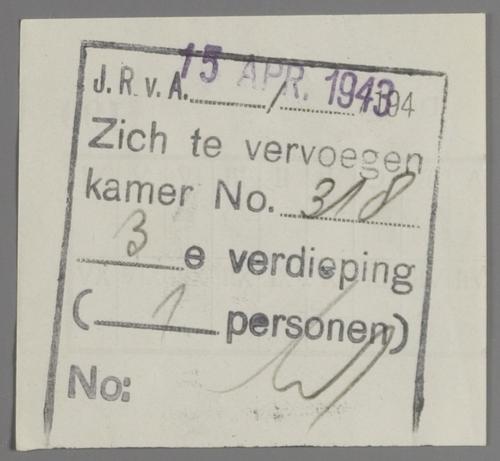 15 APR. 1943
J. R. v. A. ......../......../194
Zich te vervoegen
kamer No. 318
3 e verdieping
( 1 personen)
No: